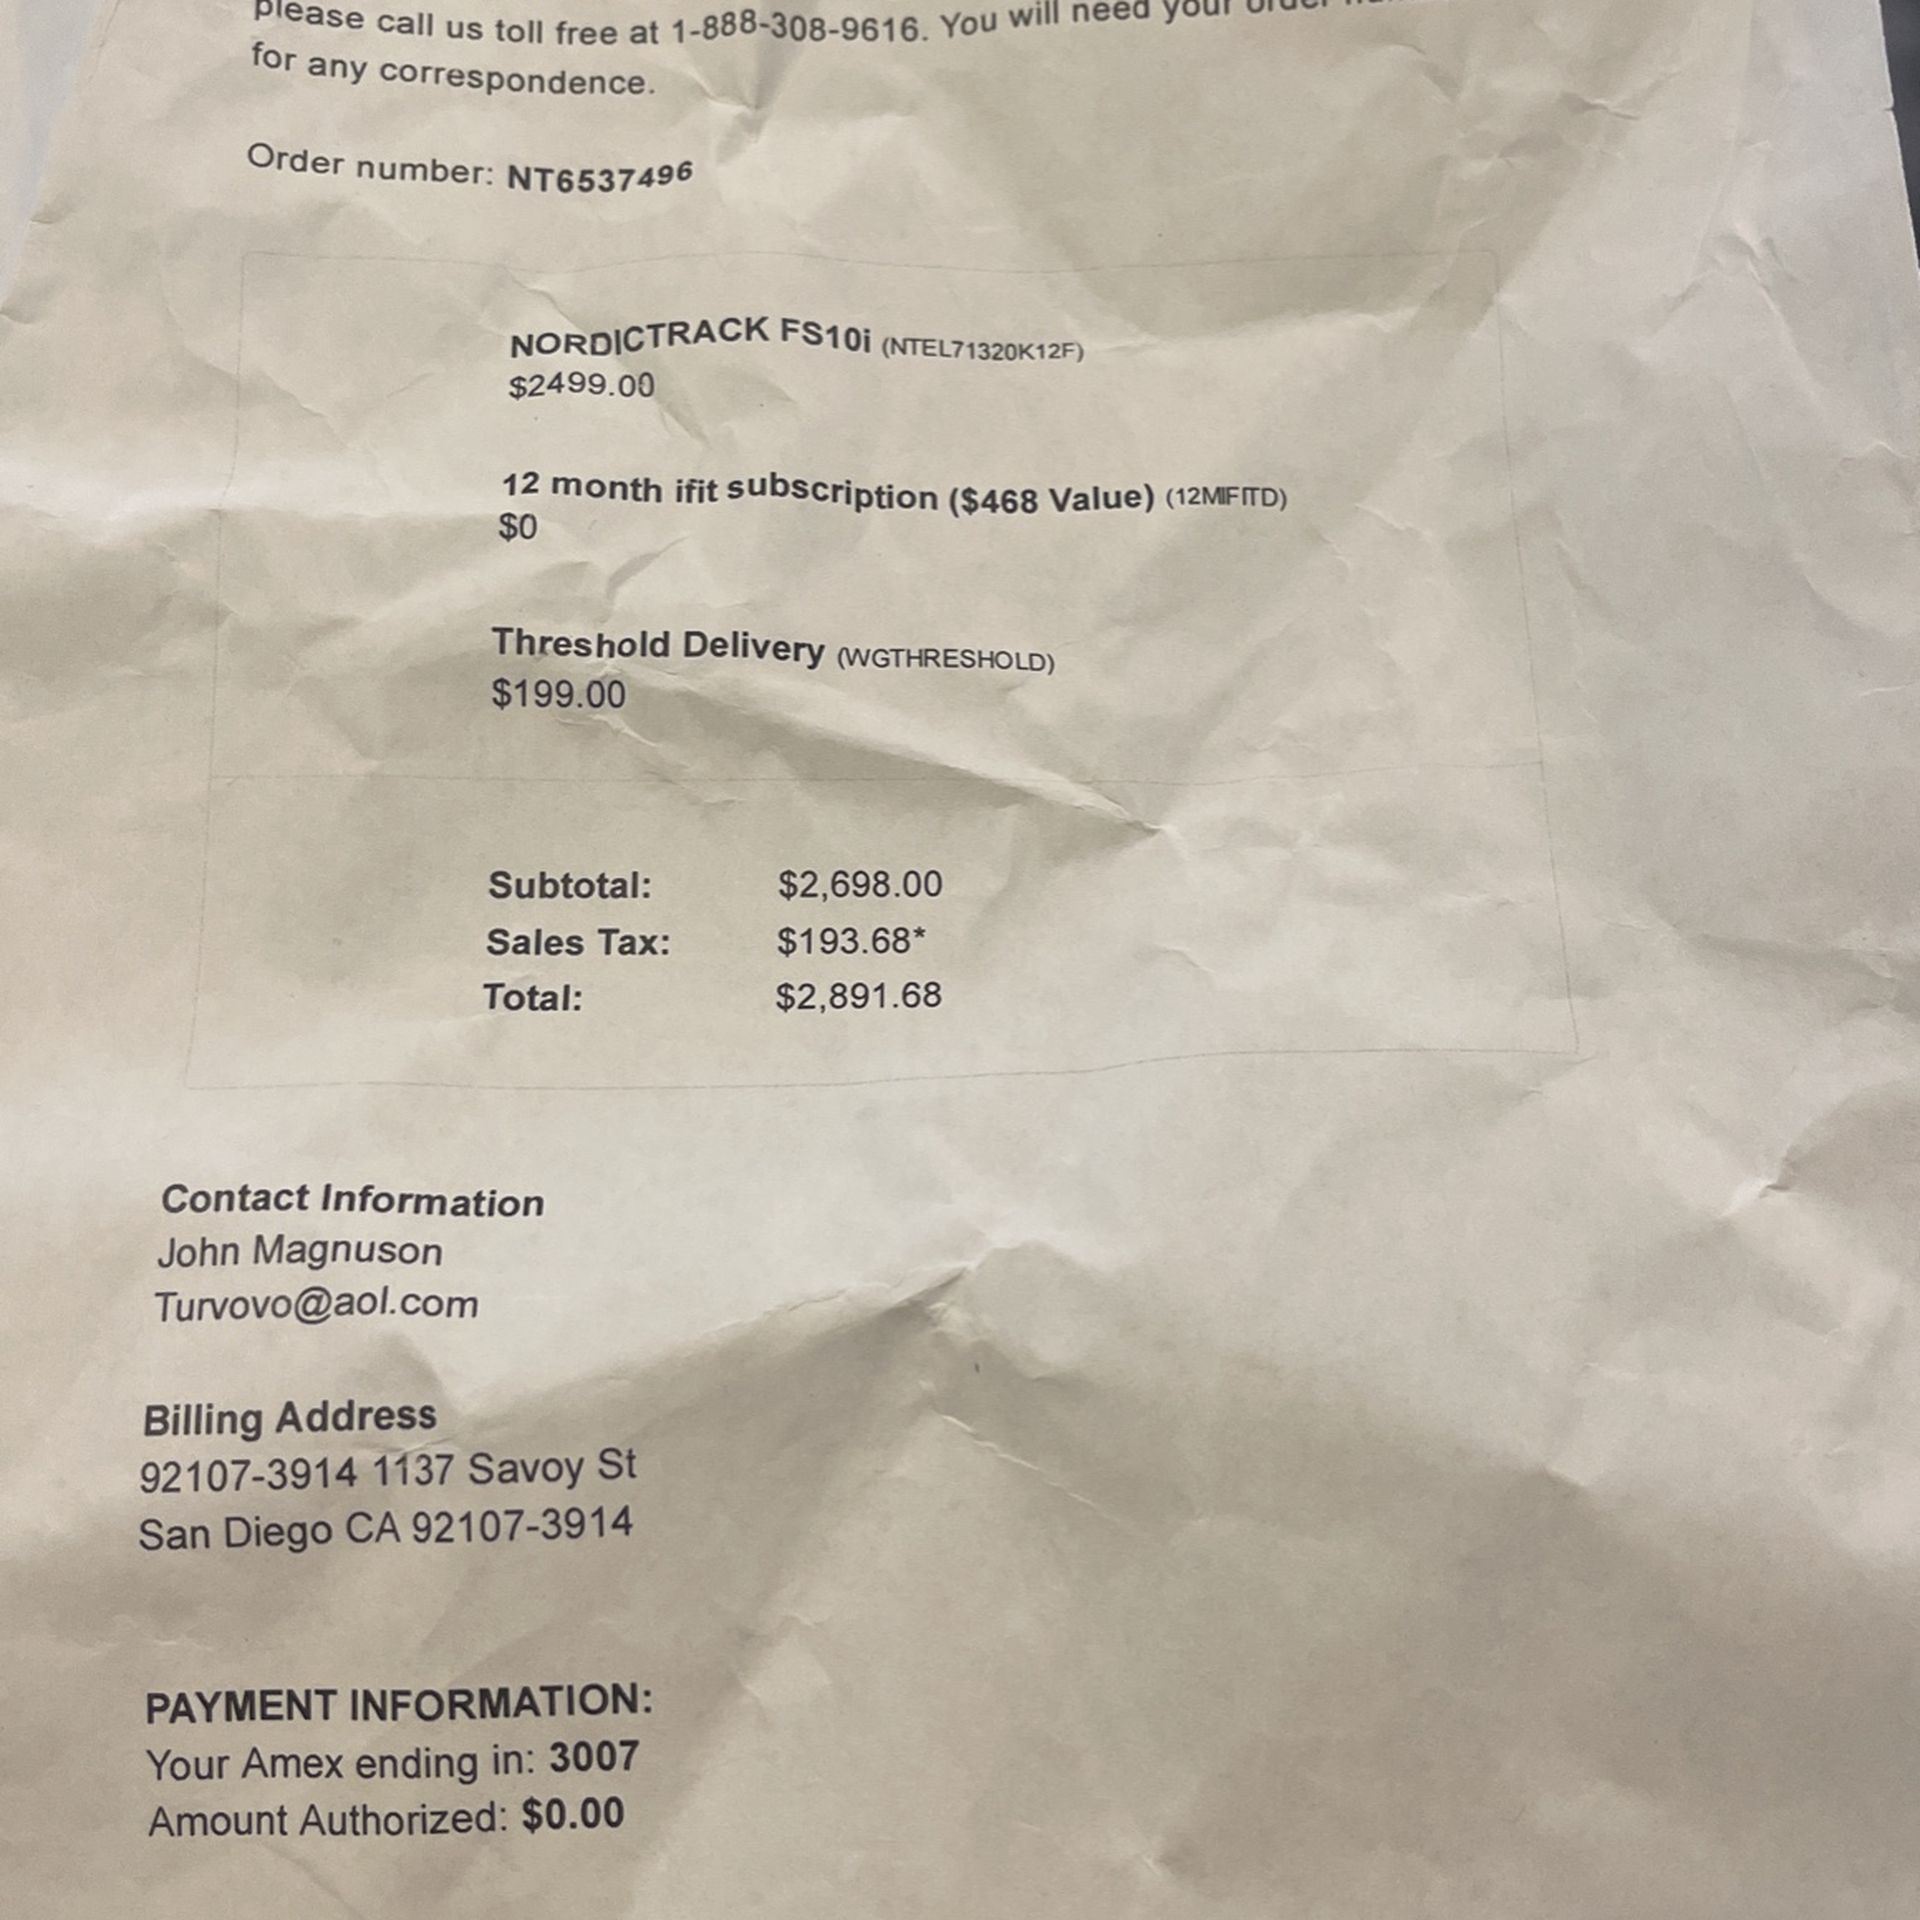 please call us toll free at 1-888-308-9616. You will need your order
for any correspondence.
Order number: NT6537496
NORDICTRACK FS10i (NTEL71320K12F)
$2499.00
12 month ifit subscription ($468 Value) (12MIFITD)
$0
Threshold Delivery (WGTHRESHOLD)
$199.00
Subtotal: $2,698.00
Sales Tax: $193.68*
Total: $2,891.68
Contact Information
John Magnuson
Turvovo@aol.com
Billing Address
92107-3914 1137 Savoy St
San Diego CA 92107-3914
PAYMENT INFORMATION:
Your Amex ending in: 3007
Amount Authorized: $0.00